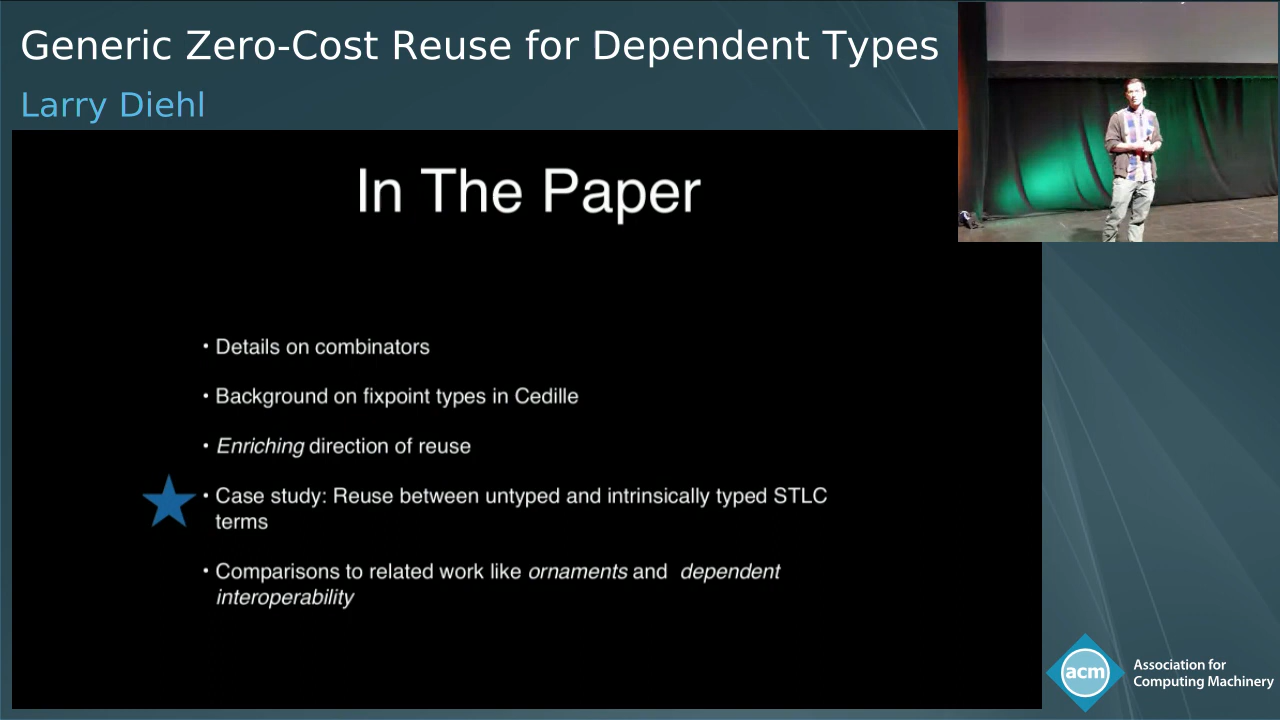 Generic Zero-Cost Reuse for Dependent Types
Larry Diehl
In The Paper
• Details on combinators
• Background on fixpoint types in Cedille
• Enriching direction of reuse
• Case study: Reuse between untyped and intrinsically typed STLC
terms
• Comparisons to related work like ornaments and dependent
interoperability
acm
Association for
Computing Machinery